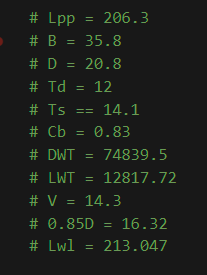 # Lpp = 206.3
# B = 35.8
# D = 20.8
# Td = 12
# Ts == 14.1
# Cb = 0.83
# DWT = 74839.5
# LWT = 12817.72
# V = 14.3
# 0.85D = 16.32
# Lwl = 213.047